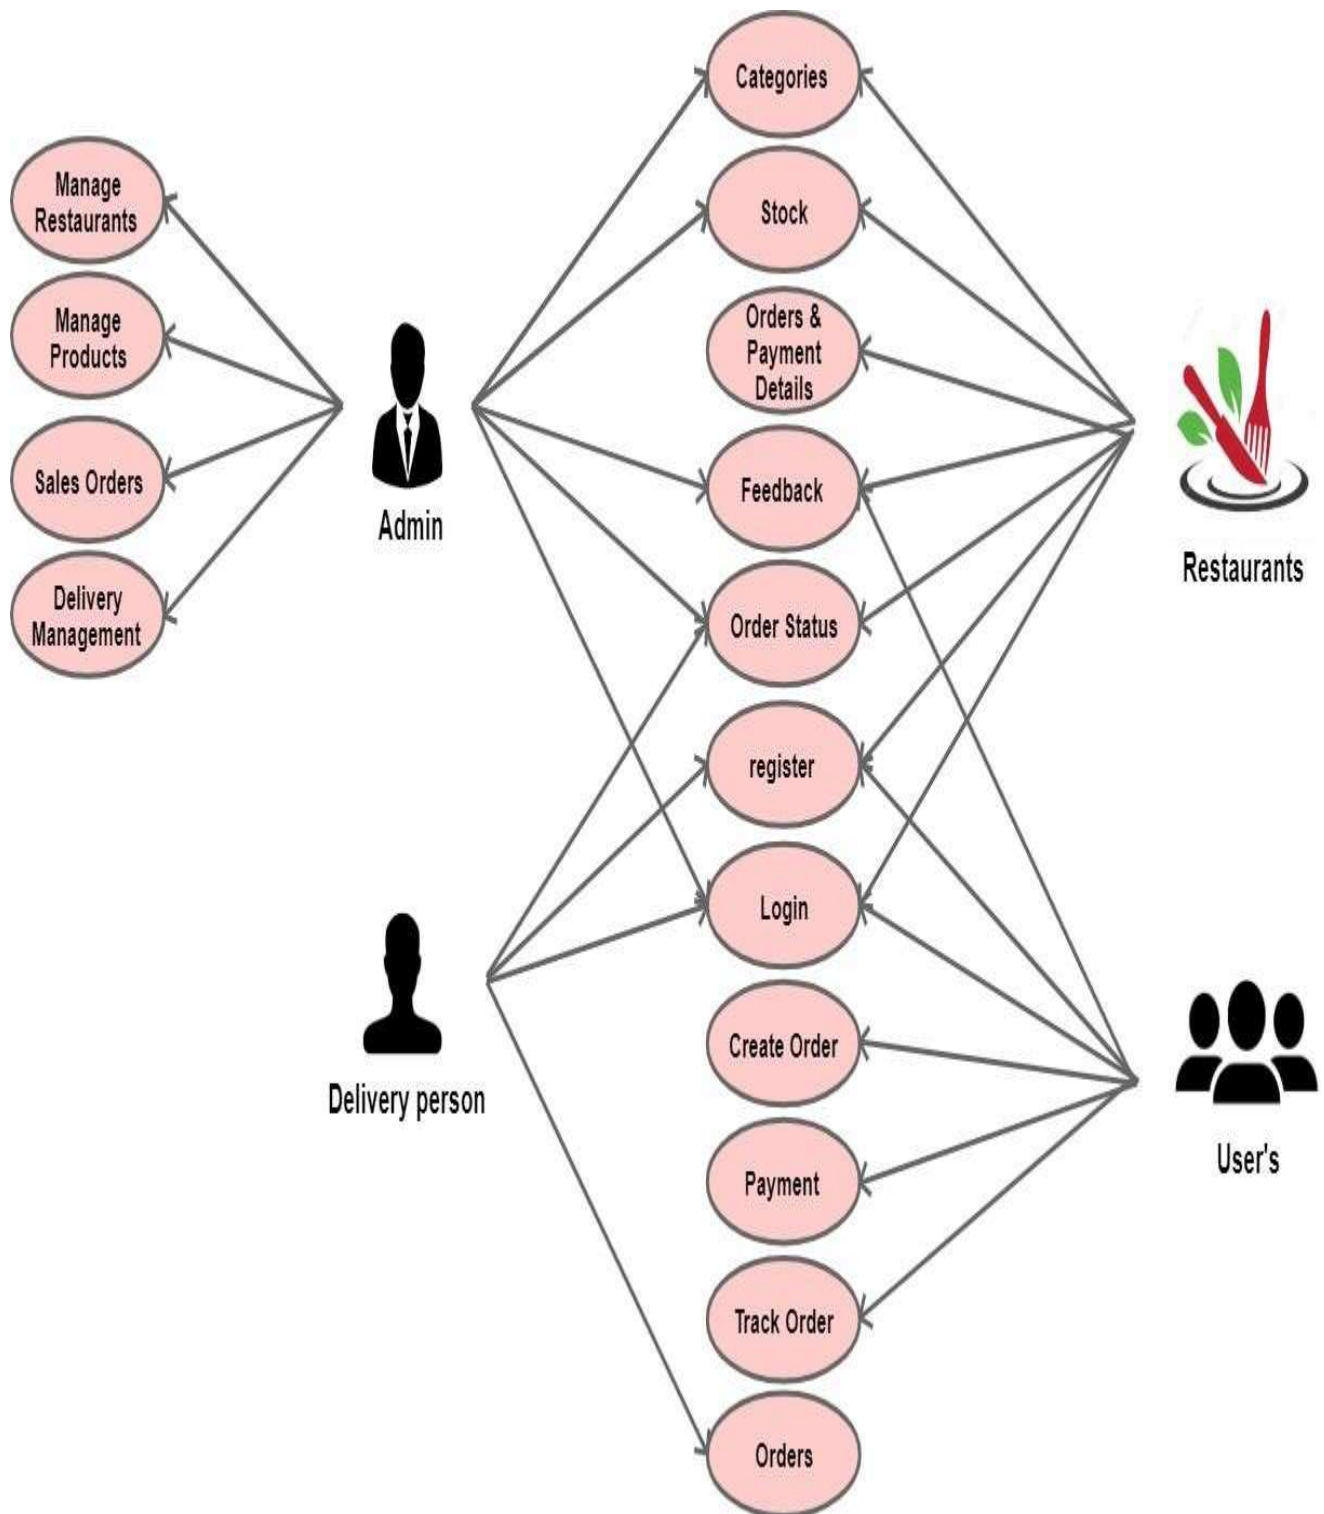 Categories
Manage
Restaurants
Stock
Manage
Products
Orders &
Payment
Details
Sales Orders
Feedback
Admin
Restaurants
Delivery
Management
Order Status
register
Login
Create Order
Delivery person
User's
Payment
Track Order
Orders